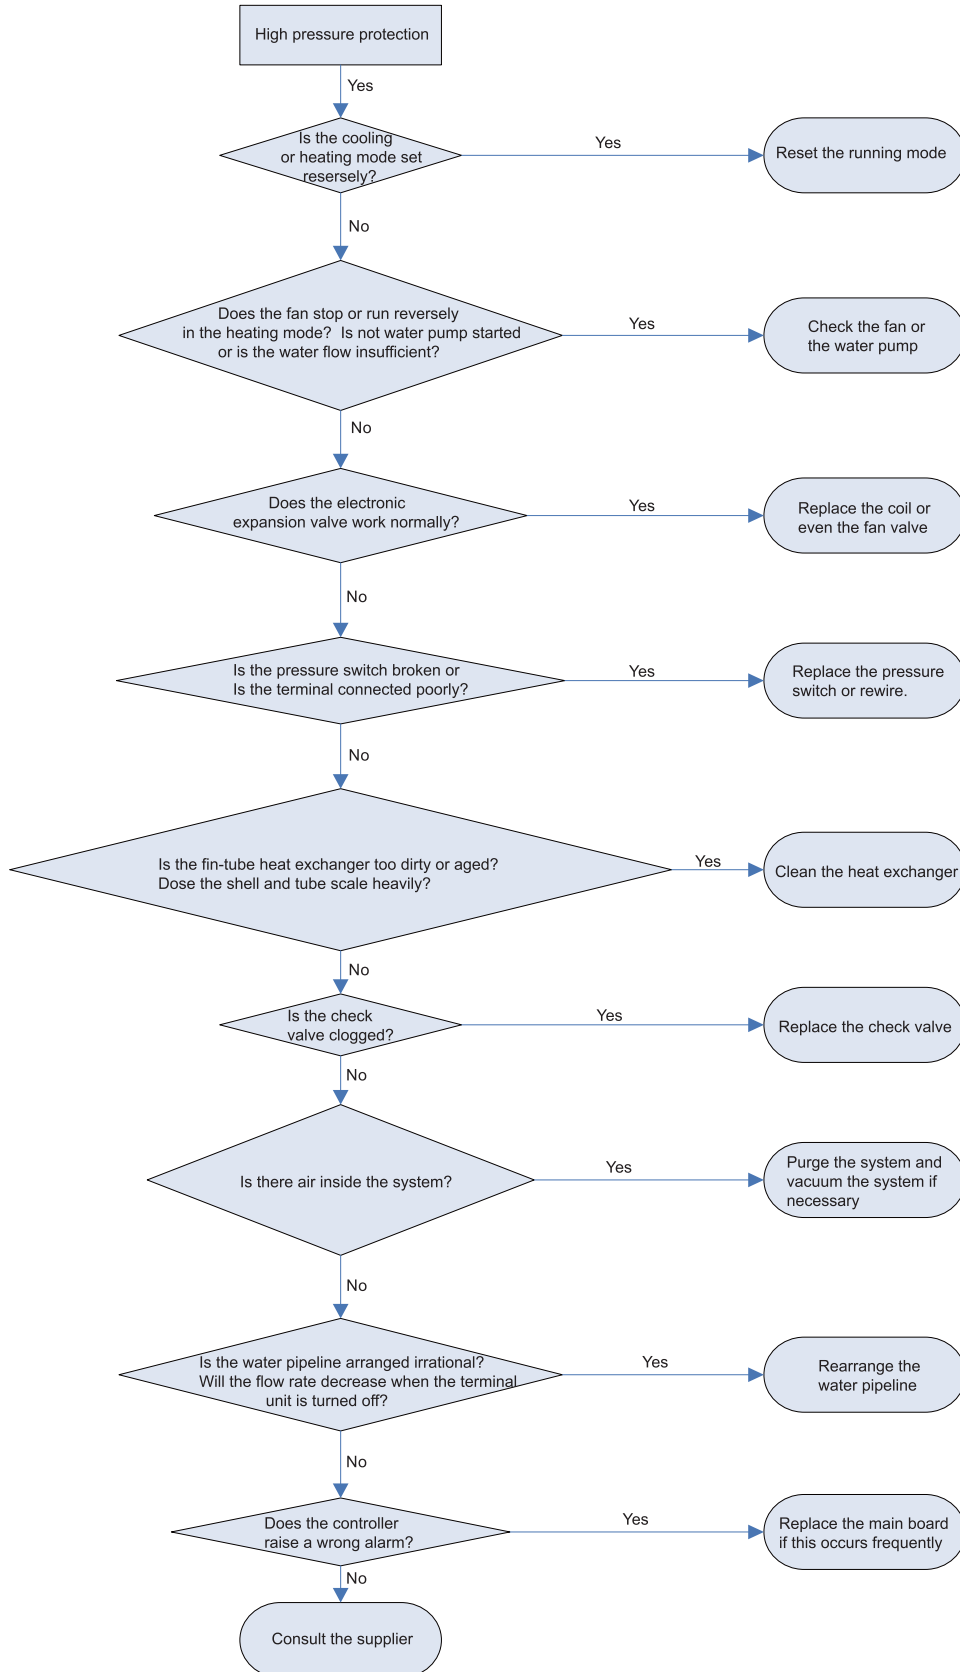 High pressure protection
Yes
Is the cooling
or heating mode set
resersely?
Yes
Reset the running mode
No
Does the fan stop or run reversely
in the heating mode? Is not water pump started
or is the water flow insufficient?
Yes
Check the fan or
the water pump
No
Does the electronic
expansion valve work normally?
Yes
Replace the coil or
even the fan valve
No
Is the pressure switch broken or
Is the terminal connected poorly?
Yes
Replace the pressure
switch or rewire.
No
Is the fin-tube heat exchanger too dirty or aged?
Dose the shell and tube scale heavily?
Yes
Clean the heat exchanger
No
Is the check
valve clogged?
Yes
Replace the check valve
No
Is there air inside the system?
Yes
Purge the system and
vacuum the system if
necessary
No
Is the water pipeline arranged irrational?
Will the flow rate decrease when the terminal
unit is turned off?
Yes
Rearrange the
water pipeline
No
Does the controller
raise a wrong alarm?
Yes
Replace the main board
if this occurs frequently
No
Consult the supplier